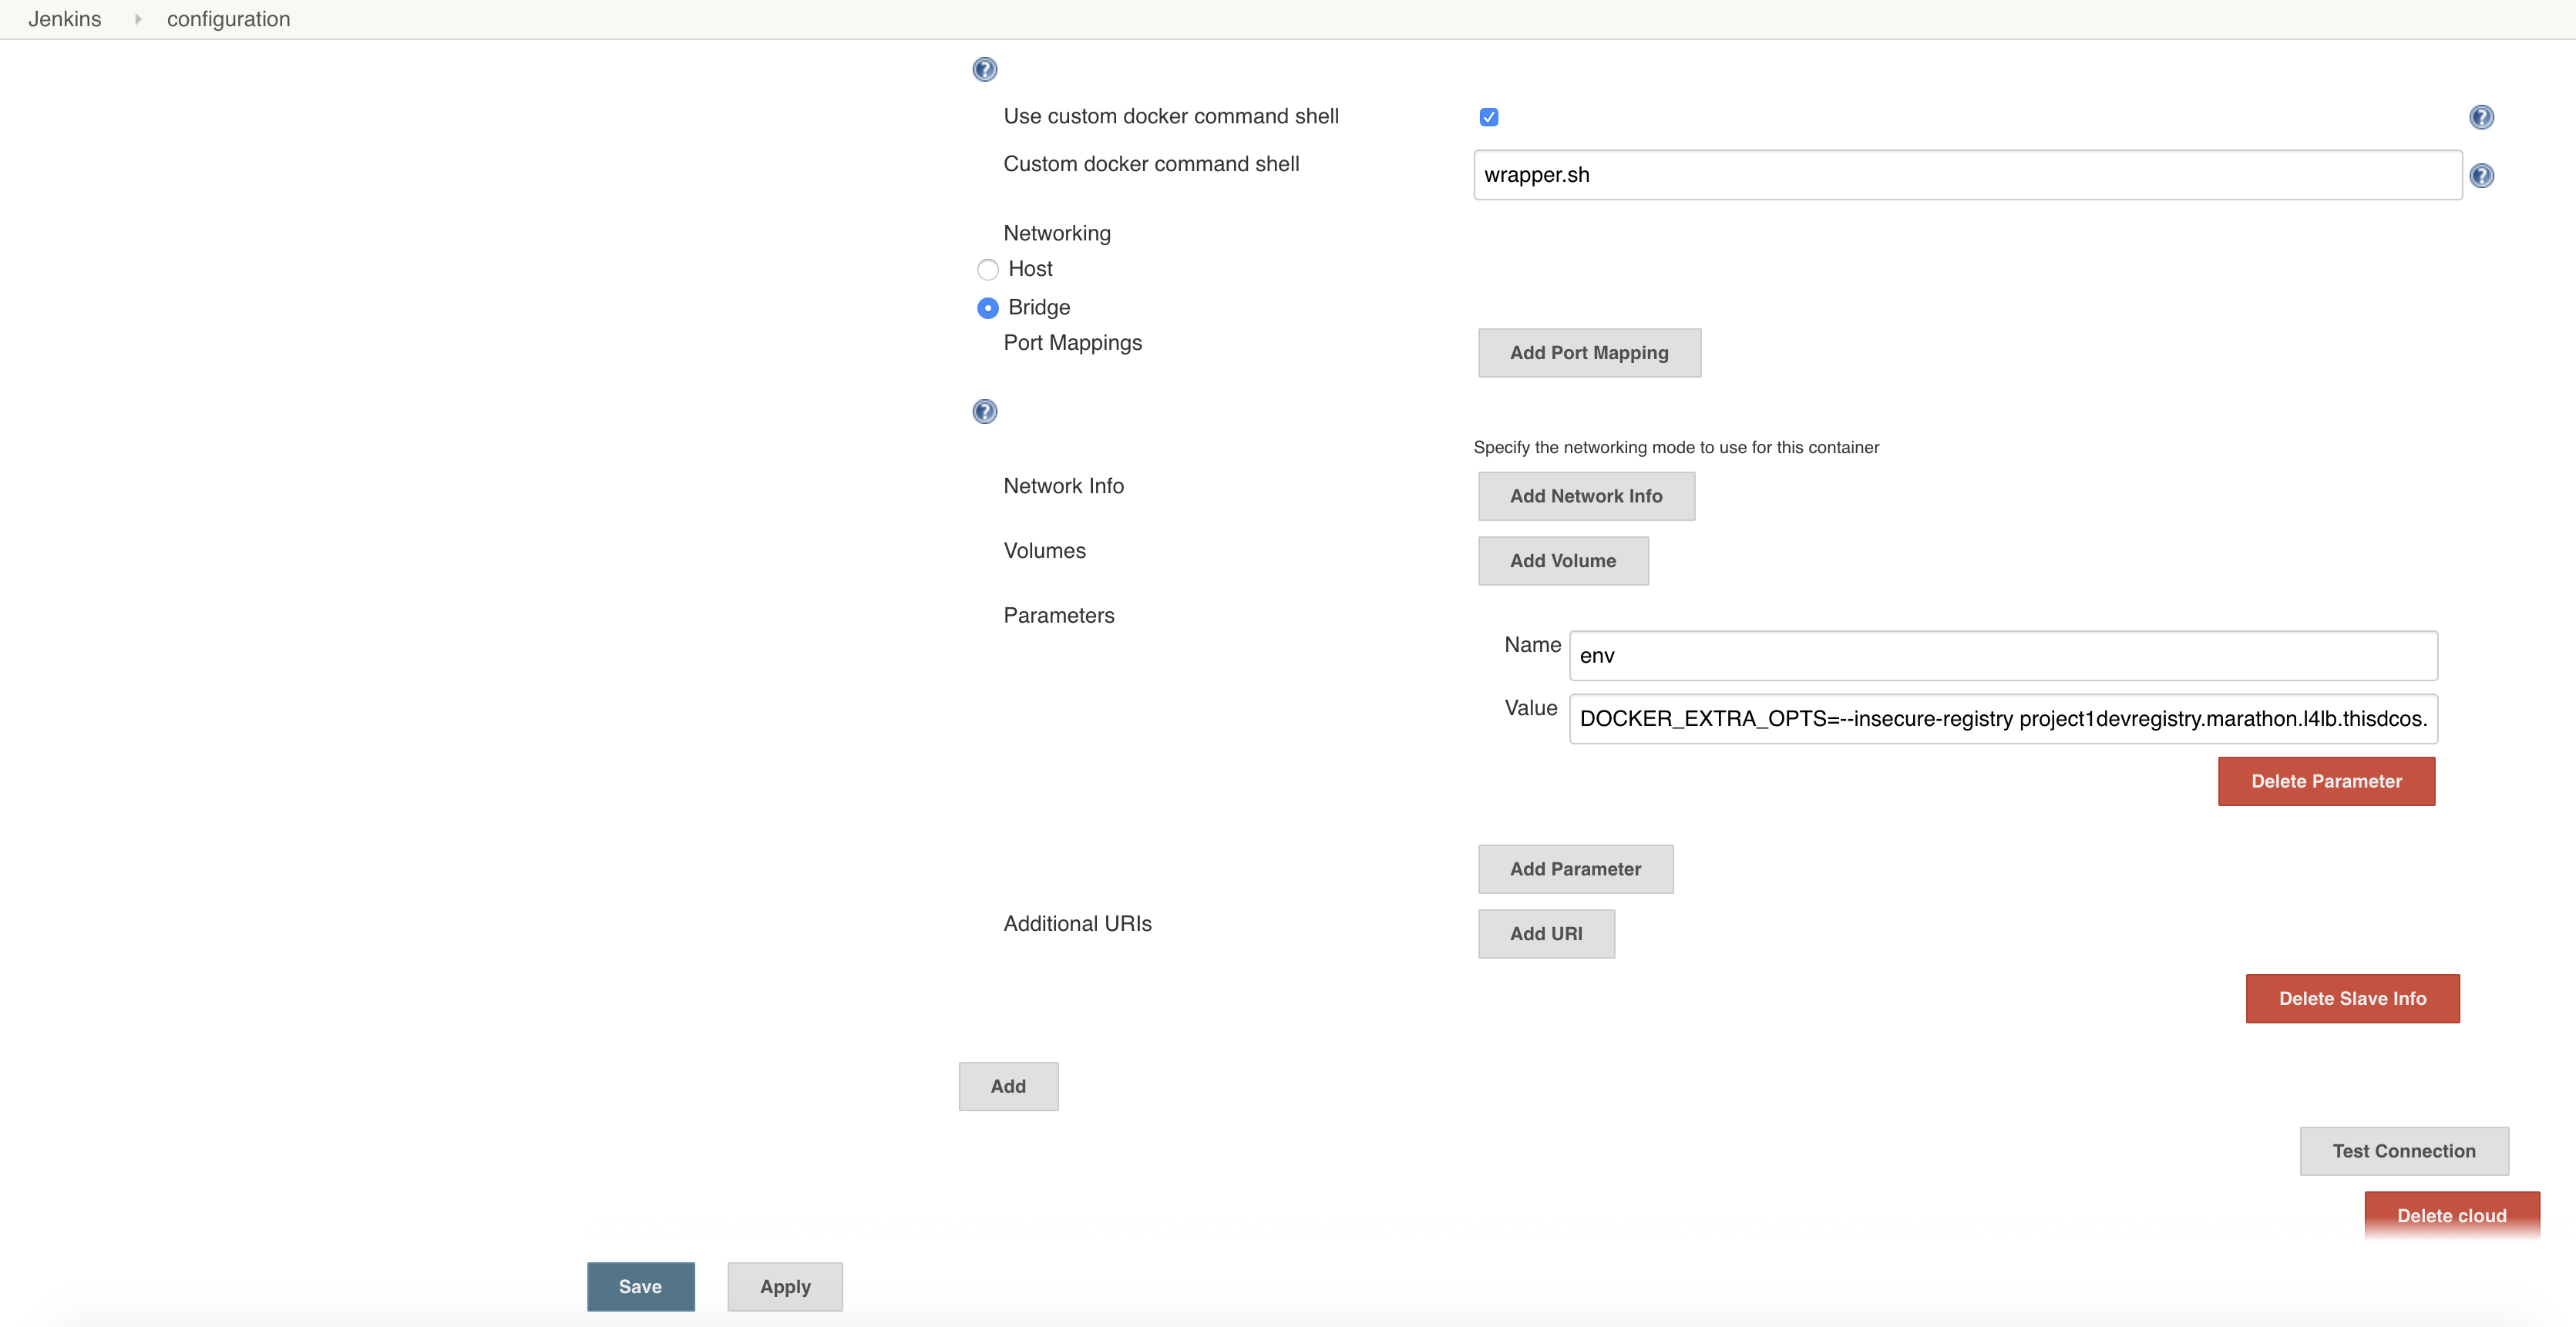 Jenkins configuration
Use custom docker command shell
Custom docker command shell wrapper.sh
Networking
Host
Bridge
Port Mappings Add Port Mapping
Specify the networking mode to use for this container
Network Info Add Network Info
Volumes Add Volume
Parameters
Name env
Value DOCKER_EXTRA_OPTS=--insecure-registry project1devregistry.marathon.l4lb.thisdcos.
Delete Parameter
Add Parameter
Additional URIs Add URI
Delete Slave Info
Add
Test Connection
Delete cloud
Save Apply